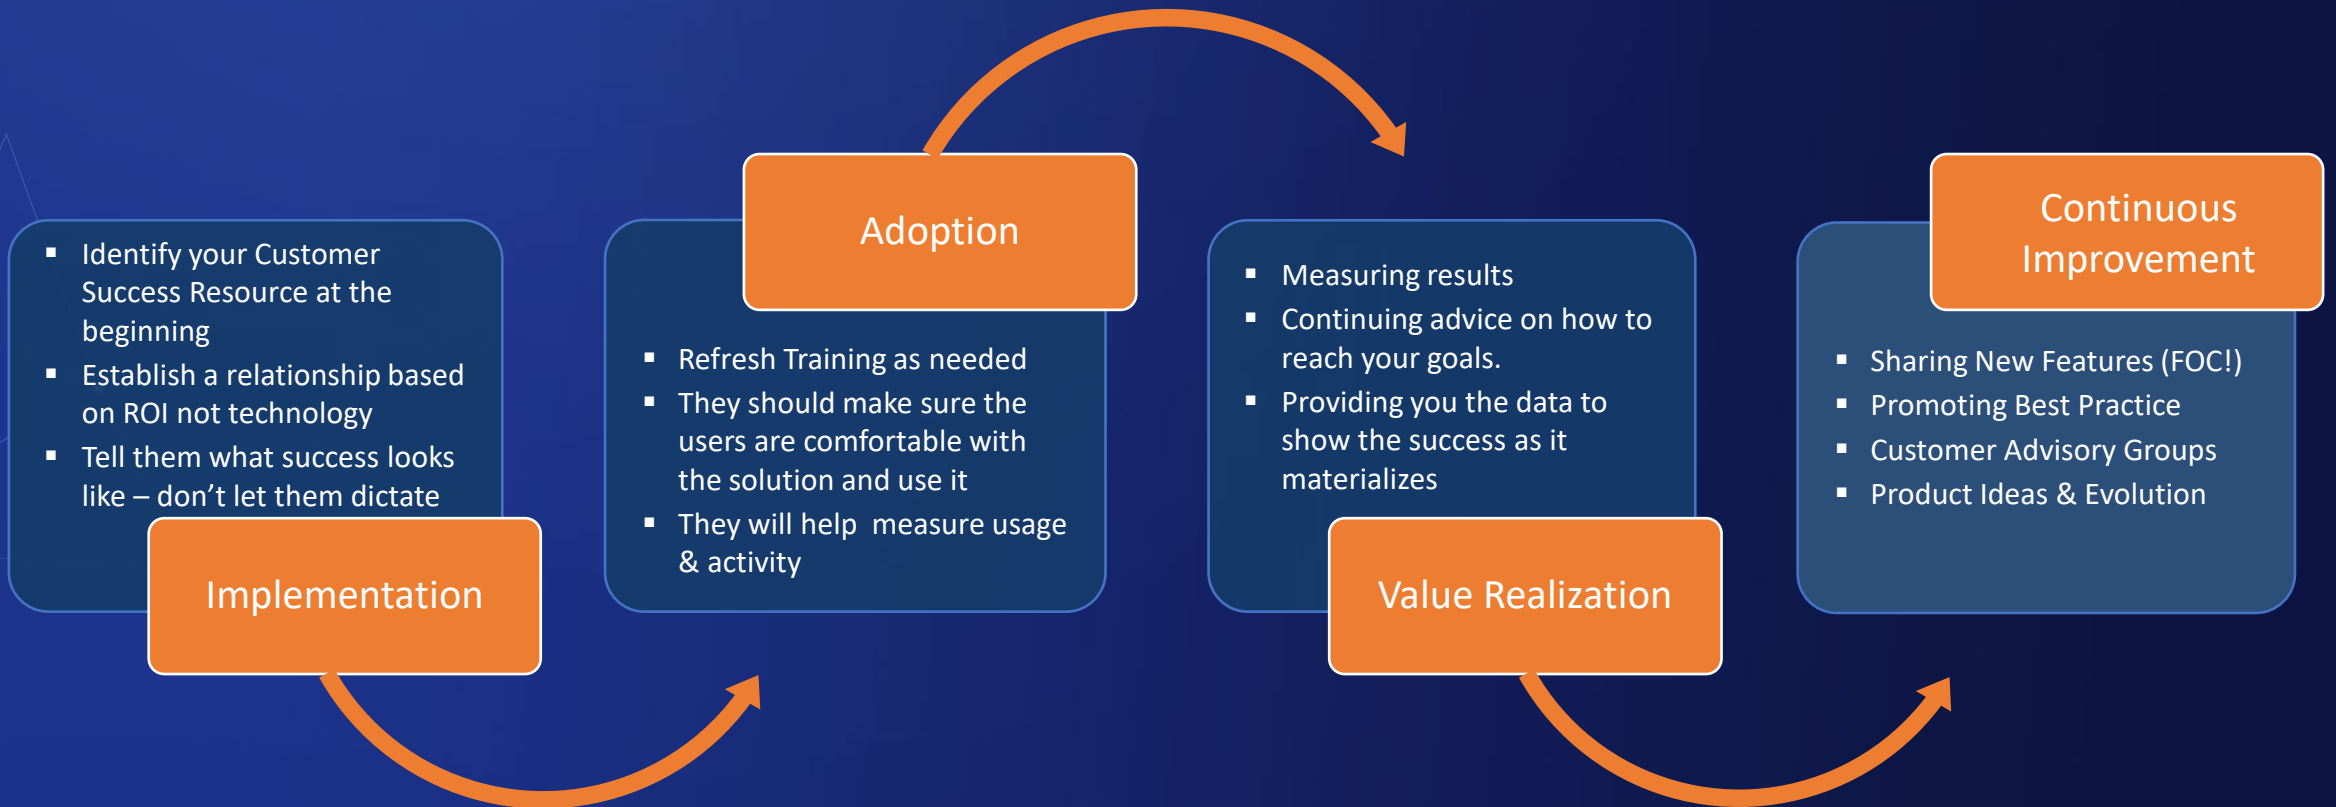 ▪ Identify your Customer
Success Resource at the
beginning
▪ Establish a relationship based
on ROI not technology
▪ Tell them what success looks
like – don’t let them dictate
Implementation
Adoption
▪ Refresh Training as needed
▪ They should make sure the
users are comfortable with
the solution and use it
▪ They will help  measure usage
& activity
▪ Measuring results
▪ Continuing advice on how to
reach your goals.
▪ Providing you the data to
show the success as it
materializes
Value Realization
Continuous
Improvement
▪ Sharing New Features (FOC!)
▪ Promoting Best Practice
▪ Customer Advisory Groups
▪ Product Ideas & Evolution